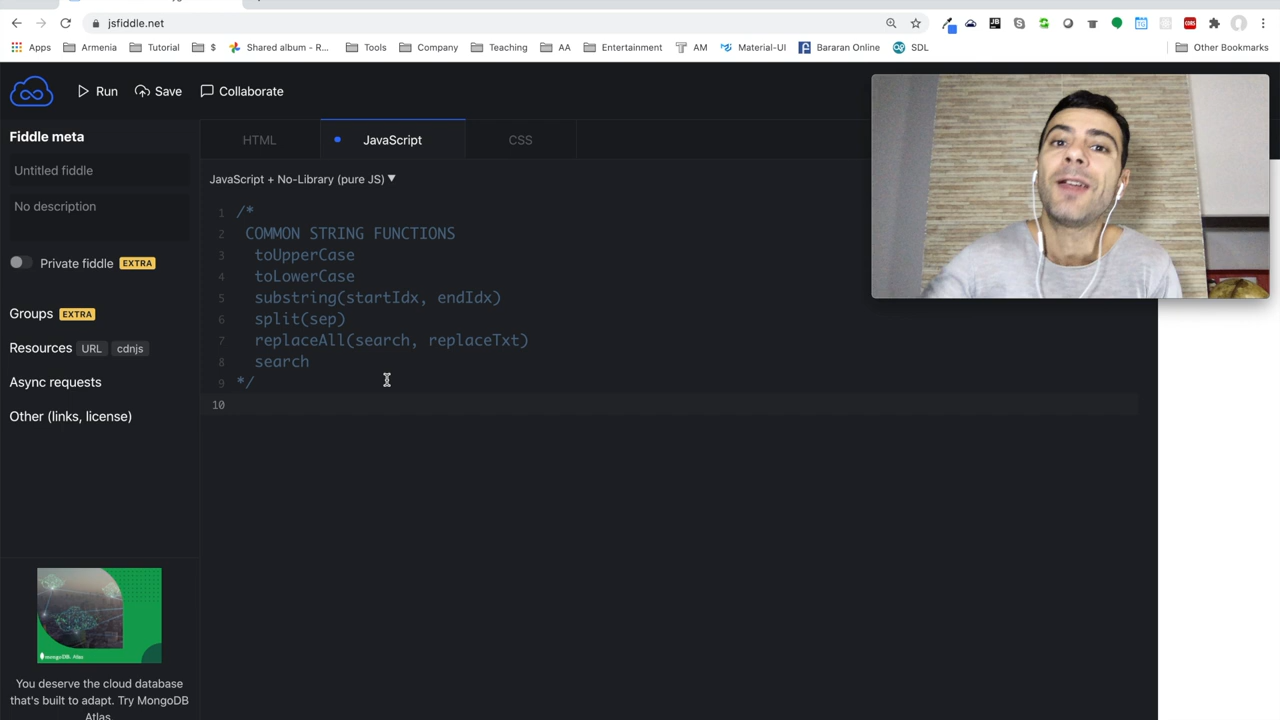 jsfiddle.net
Apps Armenia Tutorial $ Shared album - R... Tools Company Teaching AA Entertainment AM Material-UI Bararan Online SDL Other Bookmarks
Run Save Collaborate
Fiddle meta
Untitled fiddle
No description
Private fiddle EXTRA
Groups EXTRA
Resources URL cdnjs
Async requests
Other (links, license)
mongoDB. Atlas
You deserve the cloud database
that's built to adapt. Try MongoDB
Atlas.
HTML JavaScript CSS
JavaScript + No-Library (pure JS) ▼
1 /*
2 COMMON STRING FUNCTIONS
3 toUpperCase
4 toLowerCase
5 substring(startIdx, endIdx)
6 split(sep)
7 replaceAll(search, replaceTxt)
8 search
9 */
10